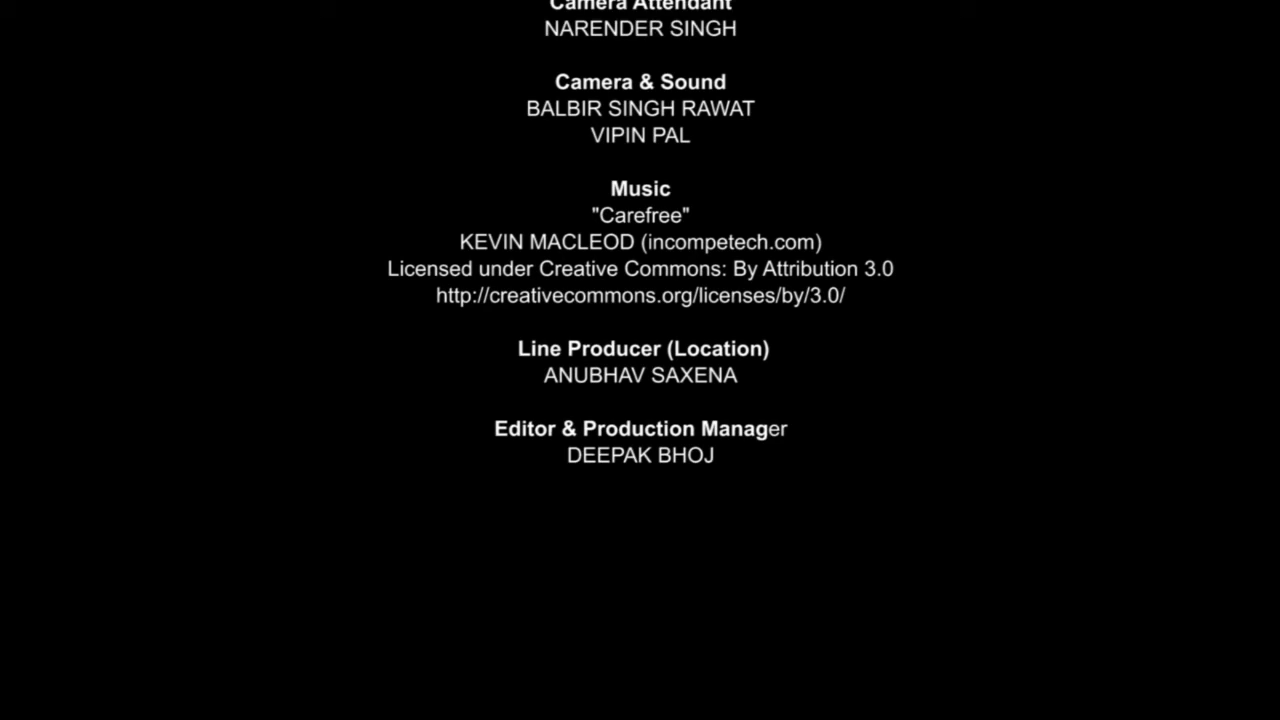 Camera Attendant
NARENDER SINGH
Camera & Sound
BALBIR SINGH RAWAT
VIPIN PAL
Music
"Carefree"
KEVIN MACLEOD (incompetech.com)
Licensed under Creative Commons: By Attribution 3.0
http://creativecommons.org/licenses/by/3.0/
Line Producer (Location)
ANUBHAV SAXENA
Editor & Production Manager
DEEPAK BHOJ